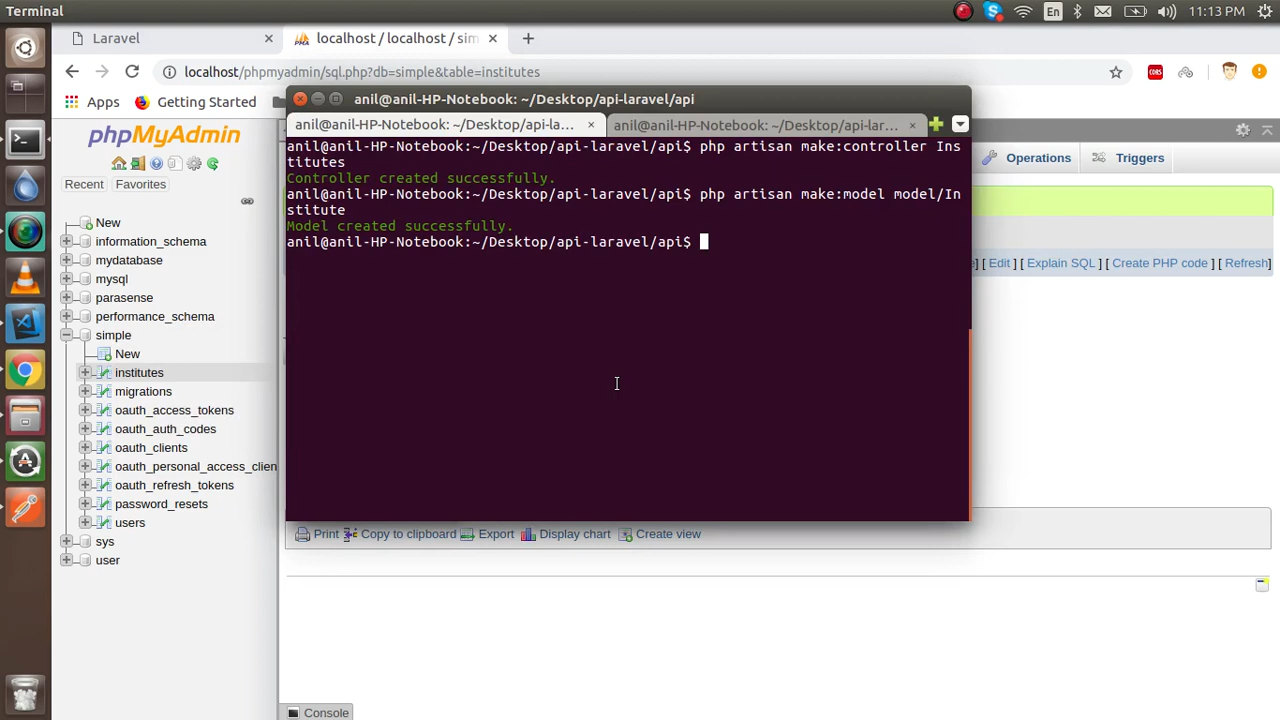 Terminal
En
11:13 PM
Laravel
localhost / localhost / sim
localhost/phpmyadmin/sql.php?db=simple&table=institutes
CORS
Apps
Getting Started
phpMyAdmin
Recent
Favorites
New
information_schema
mydatabase
mysql
parasense
performance_schema
simple
New
institutes
migrations
oauth_access_tokens
oauth_auth_codes
oauth_clients
oauth_personal_access_clien
oauth_refresh_tokens
password_resets
users
sys
user
anil@anil-HP-Notebook: ~/Desktop/api-laravel/api
anil@anil-HP-Notebook: ~/Desktop/api-la...
anil@anil-HP-Notebook: ~/Desktop/api-lar...
anil@anil-HP-Notebook:~/Desktop/api-laravel/api$ php artisan make:controller Ins
titutes
Controller created successfully.
anil@anil-HP-Notebook:~/Desktop/api-laravel/api$ php artisan make:model model/In
stitute
Model created successfully.
anil@anil-HP-Notebook:~/Desktop/api-laravel/api$
Operations
Triggers
] [ Edit ] [ Explain SQL ] [ Create PHP code ] [ Refresh]
Print Copy to clipboard Export Display chart Create view
Console